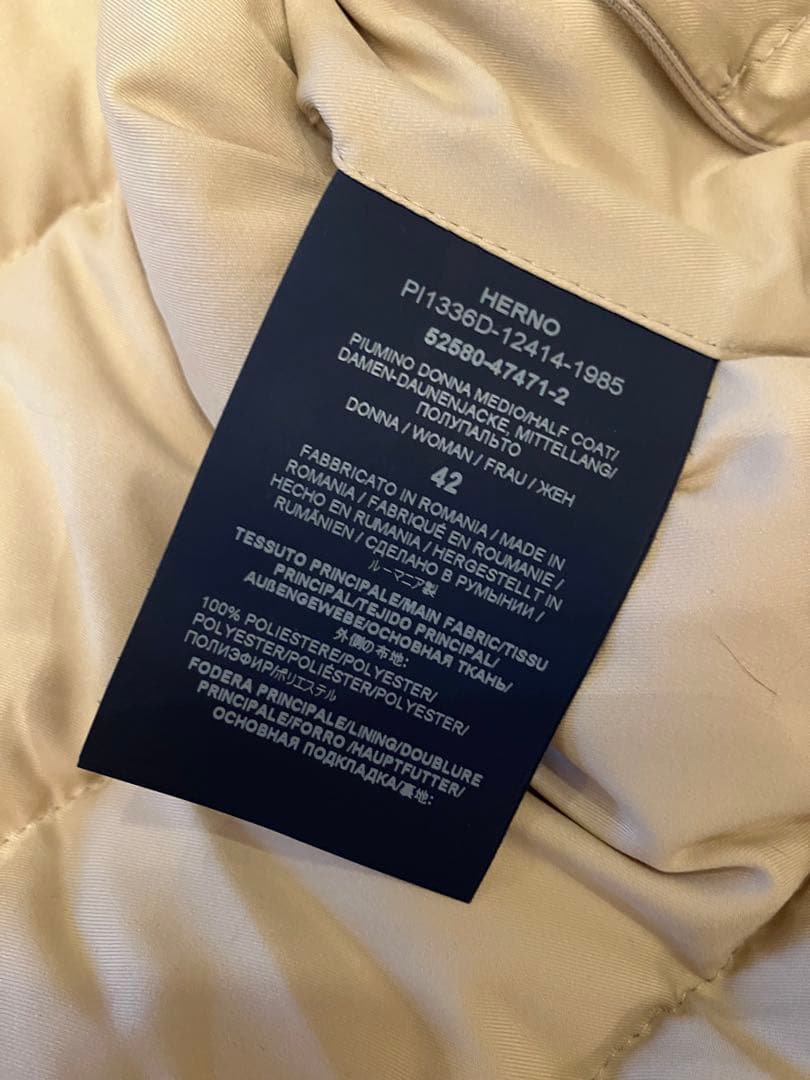 HERNO
PI1336D-12414-1985
52580-47471-2
PIUMINO DONNA MEDIO/HALF COAT/
DAMEN-DAUNENJACKE, MITTELLANG/
ПОЛУПАЛЬТО
DONNA / WOMAN / FRAU / ЖЕН
42
FABBRICATO IN ROMANIA / MADE IN
ROMANIA / FABRIQUÉ EN ROUMANIE /
HECHO EN RUMANIA / HERGESTELLT IN
RUMÄNIEN / СДЕЛАНО В РУМЫНИИ /
ルーマニア製
TESSUTO PRINCIPALE/MAIN FABRIC/TISSU
PRINCIPAL/TEJIDO PRINCIPAL/
AUßENGEWEBE/ОСНОВНАЯ ТКАНЬ/
外側の布地:
100% POLIESTERE/POLYESTER/
POLYESTER/POLIÉSTER/POLYESTER/
ПОЛИЭФИР/ポリエステル
FODERA PRINCIPALE/LINING/DOUBLURE
PRINCIPALE/FORRO /HAUPTFUTTER/
ОСНОВНАЯ ПОДКЛАДКА/裏地: